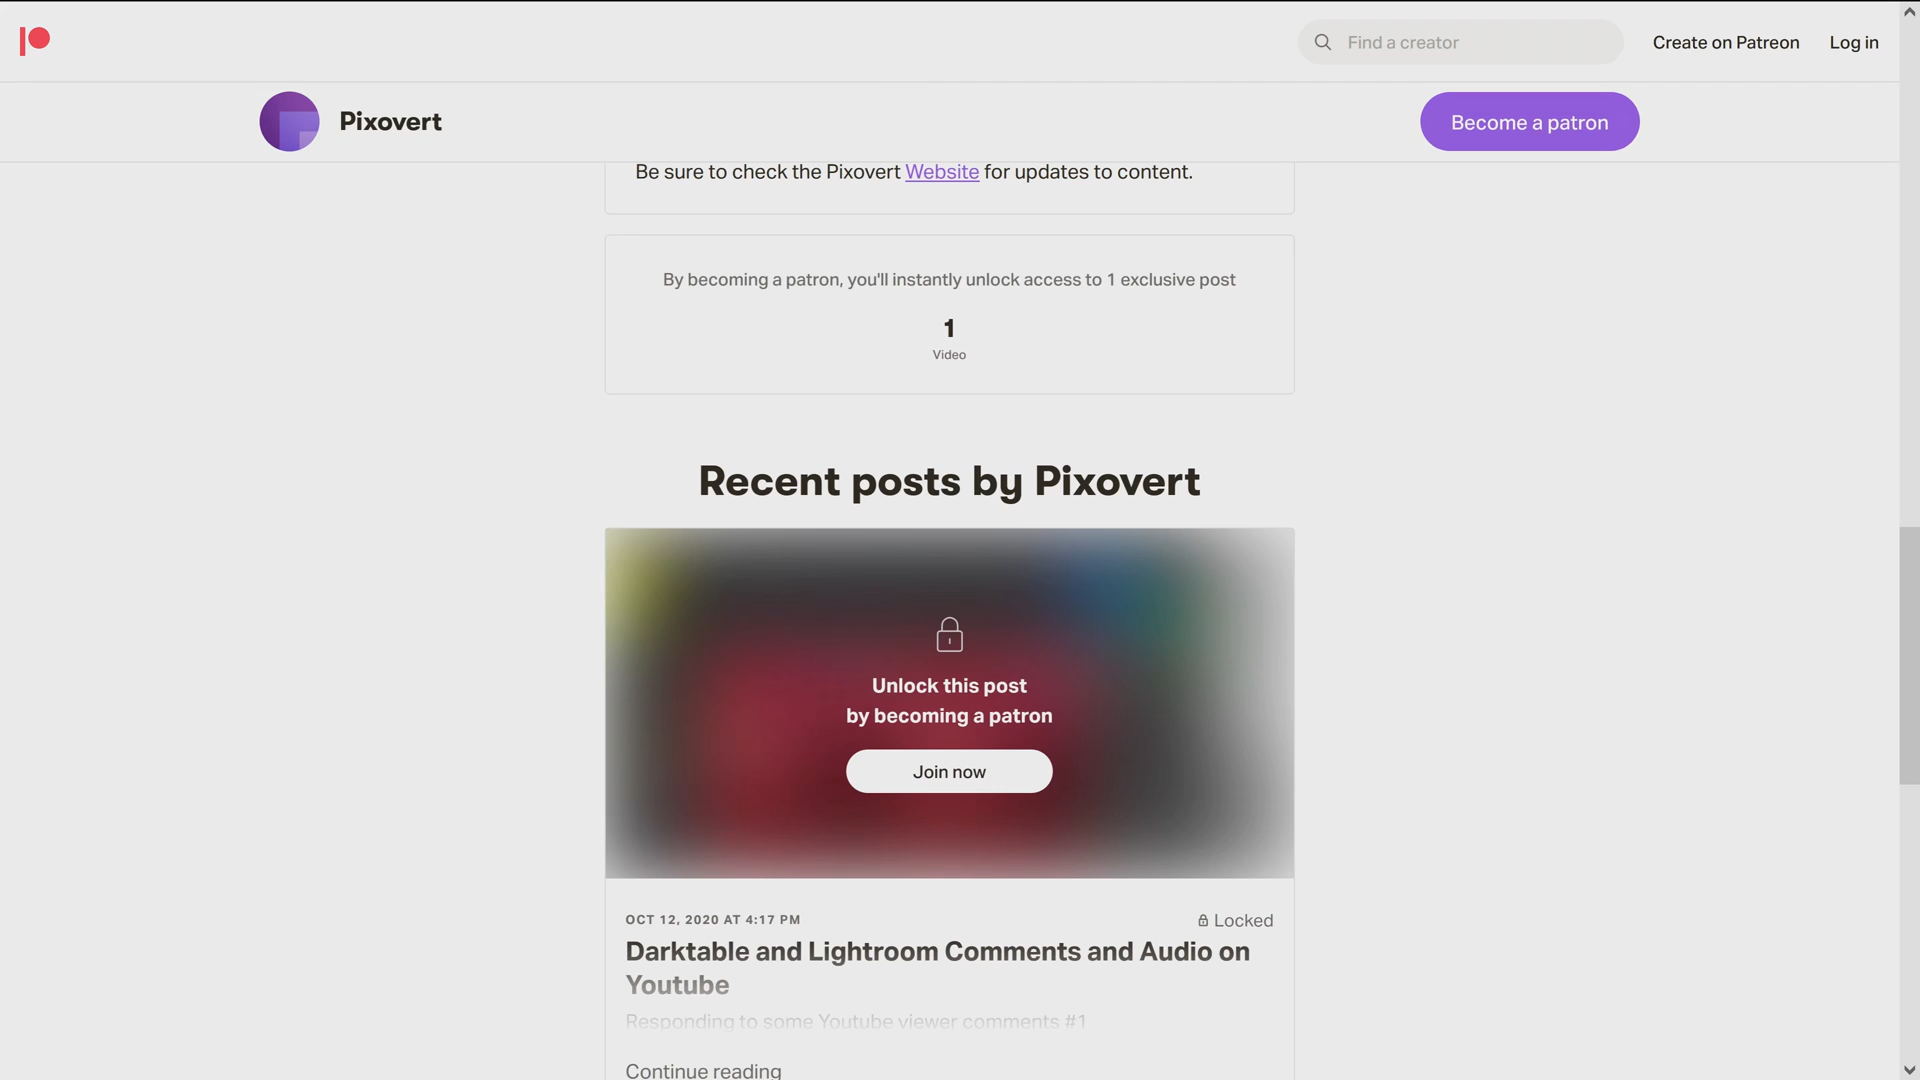 Find a creator
Create on Patreon
Log in
Pixovert
Become a patron
Be sure to check the Pixovert Website for updates to content.
By becoming a patron, you'll instantly unlock access to 1 exclusive post
1
Video
Recent posts by Pixovert
Unlock this post
by becoming a patron
Join now
OCT 12, 2020 AT 4:17 PM
Locked
Darktable and Lightroom Comments and Audio on
Youtube
Responding to some Youtube viewer comments #1
Continue reading